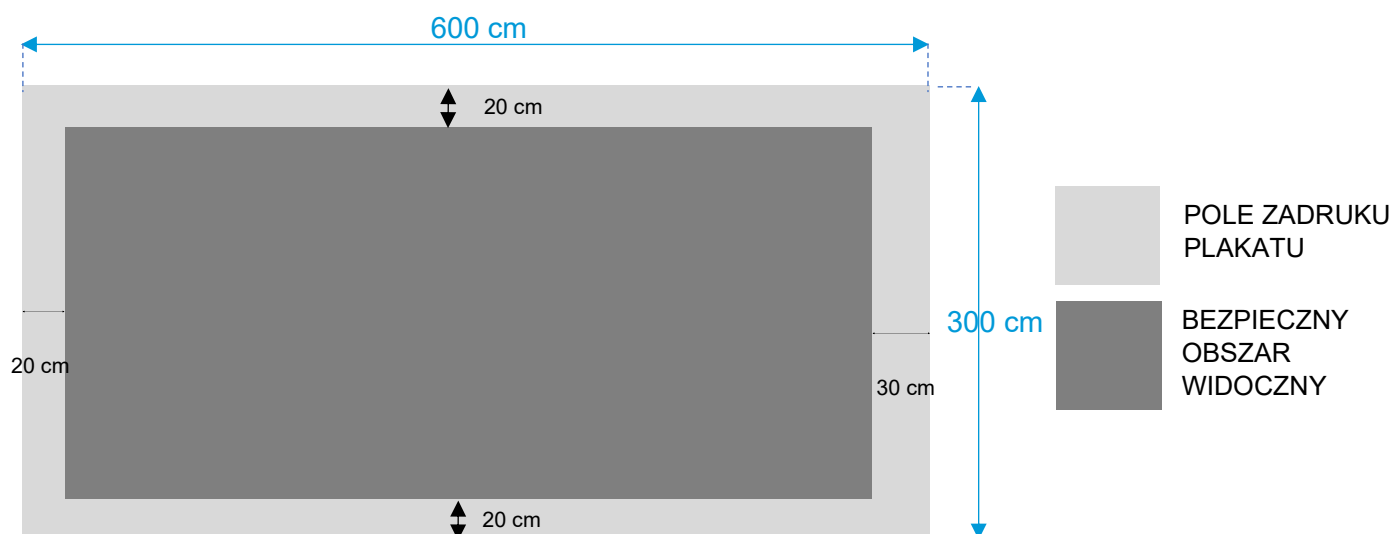 600 cm
20 cm
POLE ZADRUKU
PLAKATU
300 cm
BEZPIECZNY
OBSZAR
WIDOCZNY
20 cm
30 cm
20 cm